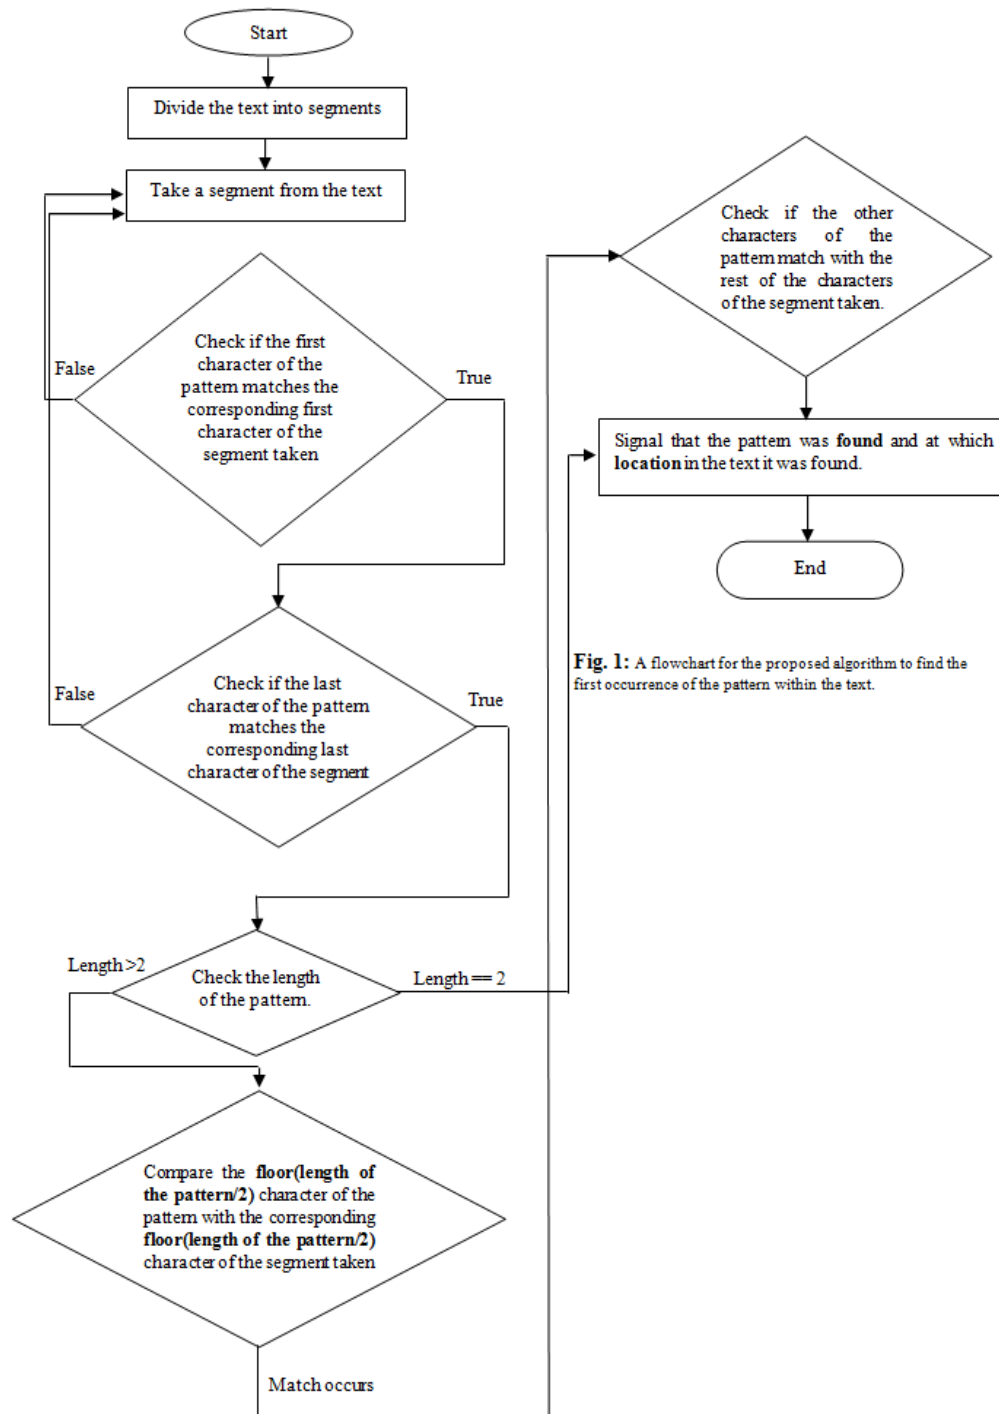 Start
Divide the text into segments
Take a segment from the text
Check if the first
character of the
pattern matches the
corresponding first
character of the
segment taken
False
True
Check if the last
character of the pattern
matches the
corresponding last
character of the segment
False
True
Check the length
of the pattern.
Length>2
Length== 2
Compare the floor(length of
the pattern/2) character of the
pattern with the corresponding
floor(length of the pattern/2)
character of the segment taken
Match occurs
Check if the other
characters of the
pattern match with the
rest of the characters
of the segment taken.
Signal that the pattern was found and at which
location in the text it was found.
End
Fig. 1: A flowchart for the proposed algorithm to find the
first occurrence of the pattern within the text.